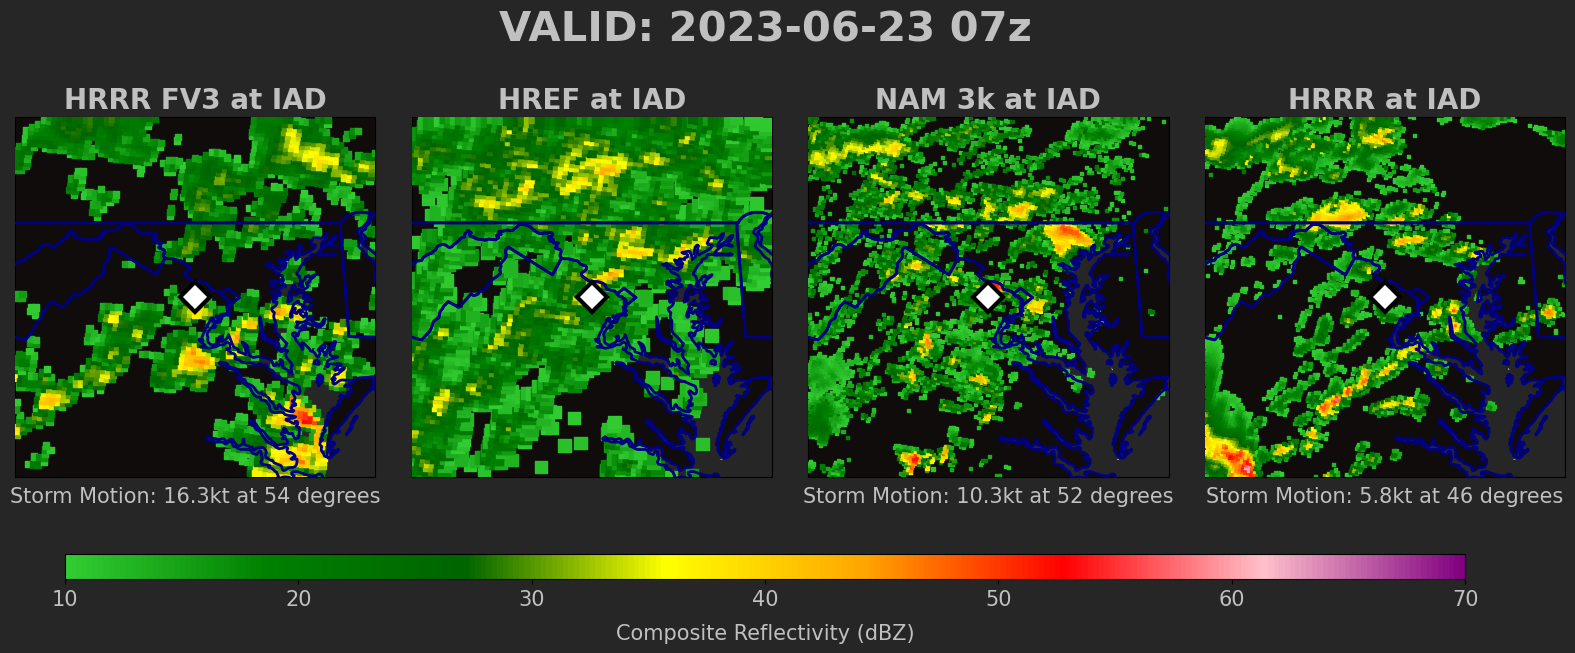 VALID: 2023-06-23 07z
HRRR FV3 at IAD
HREF at IAD
NAM 3k at IAD
HRRR at IAD
Storm Motion: 16.3kt at 54 degrees
Storm Motion: 10.3kt at 52 degrees
Storm Motion: 5.8kt at 46 degrees
10 20 30 40 50 60 70
Composite Reflectivity (dBZ)